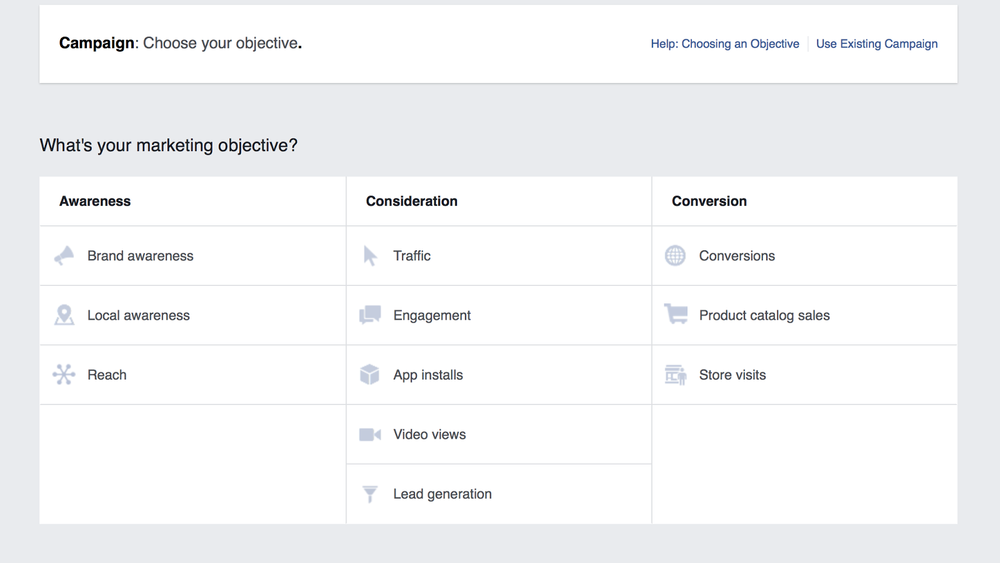 Campaign: Choose your objective.
Help: Choosing an Objective
Use Existing Campaign
What's your marketing objective?
Awareness
Consideration
Conversion
Brand awareness
Traffic
Conversions
Local awareness
Engagement
Product catalog sales
Reach
App installs
Store visits
Video views
Lead generation